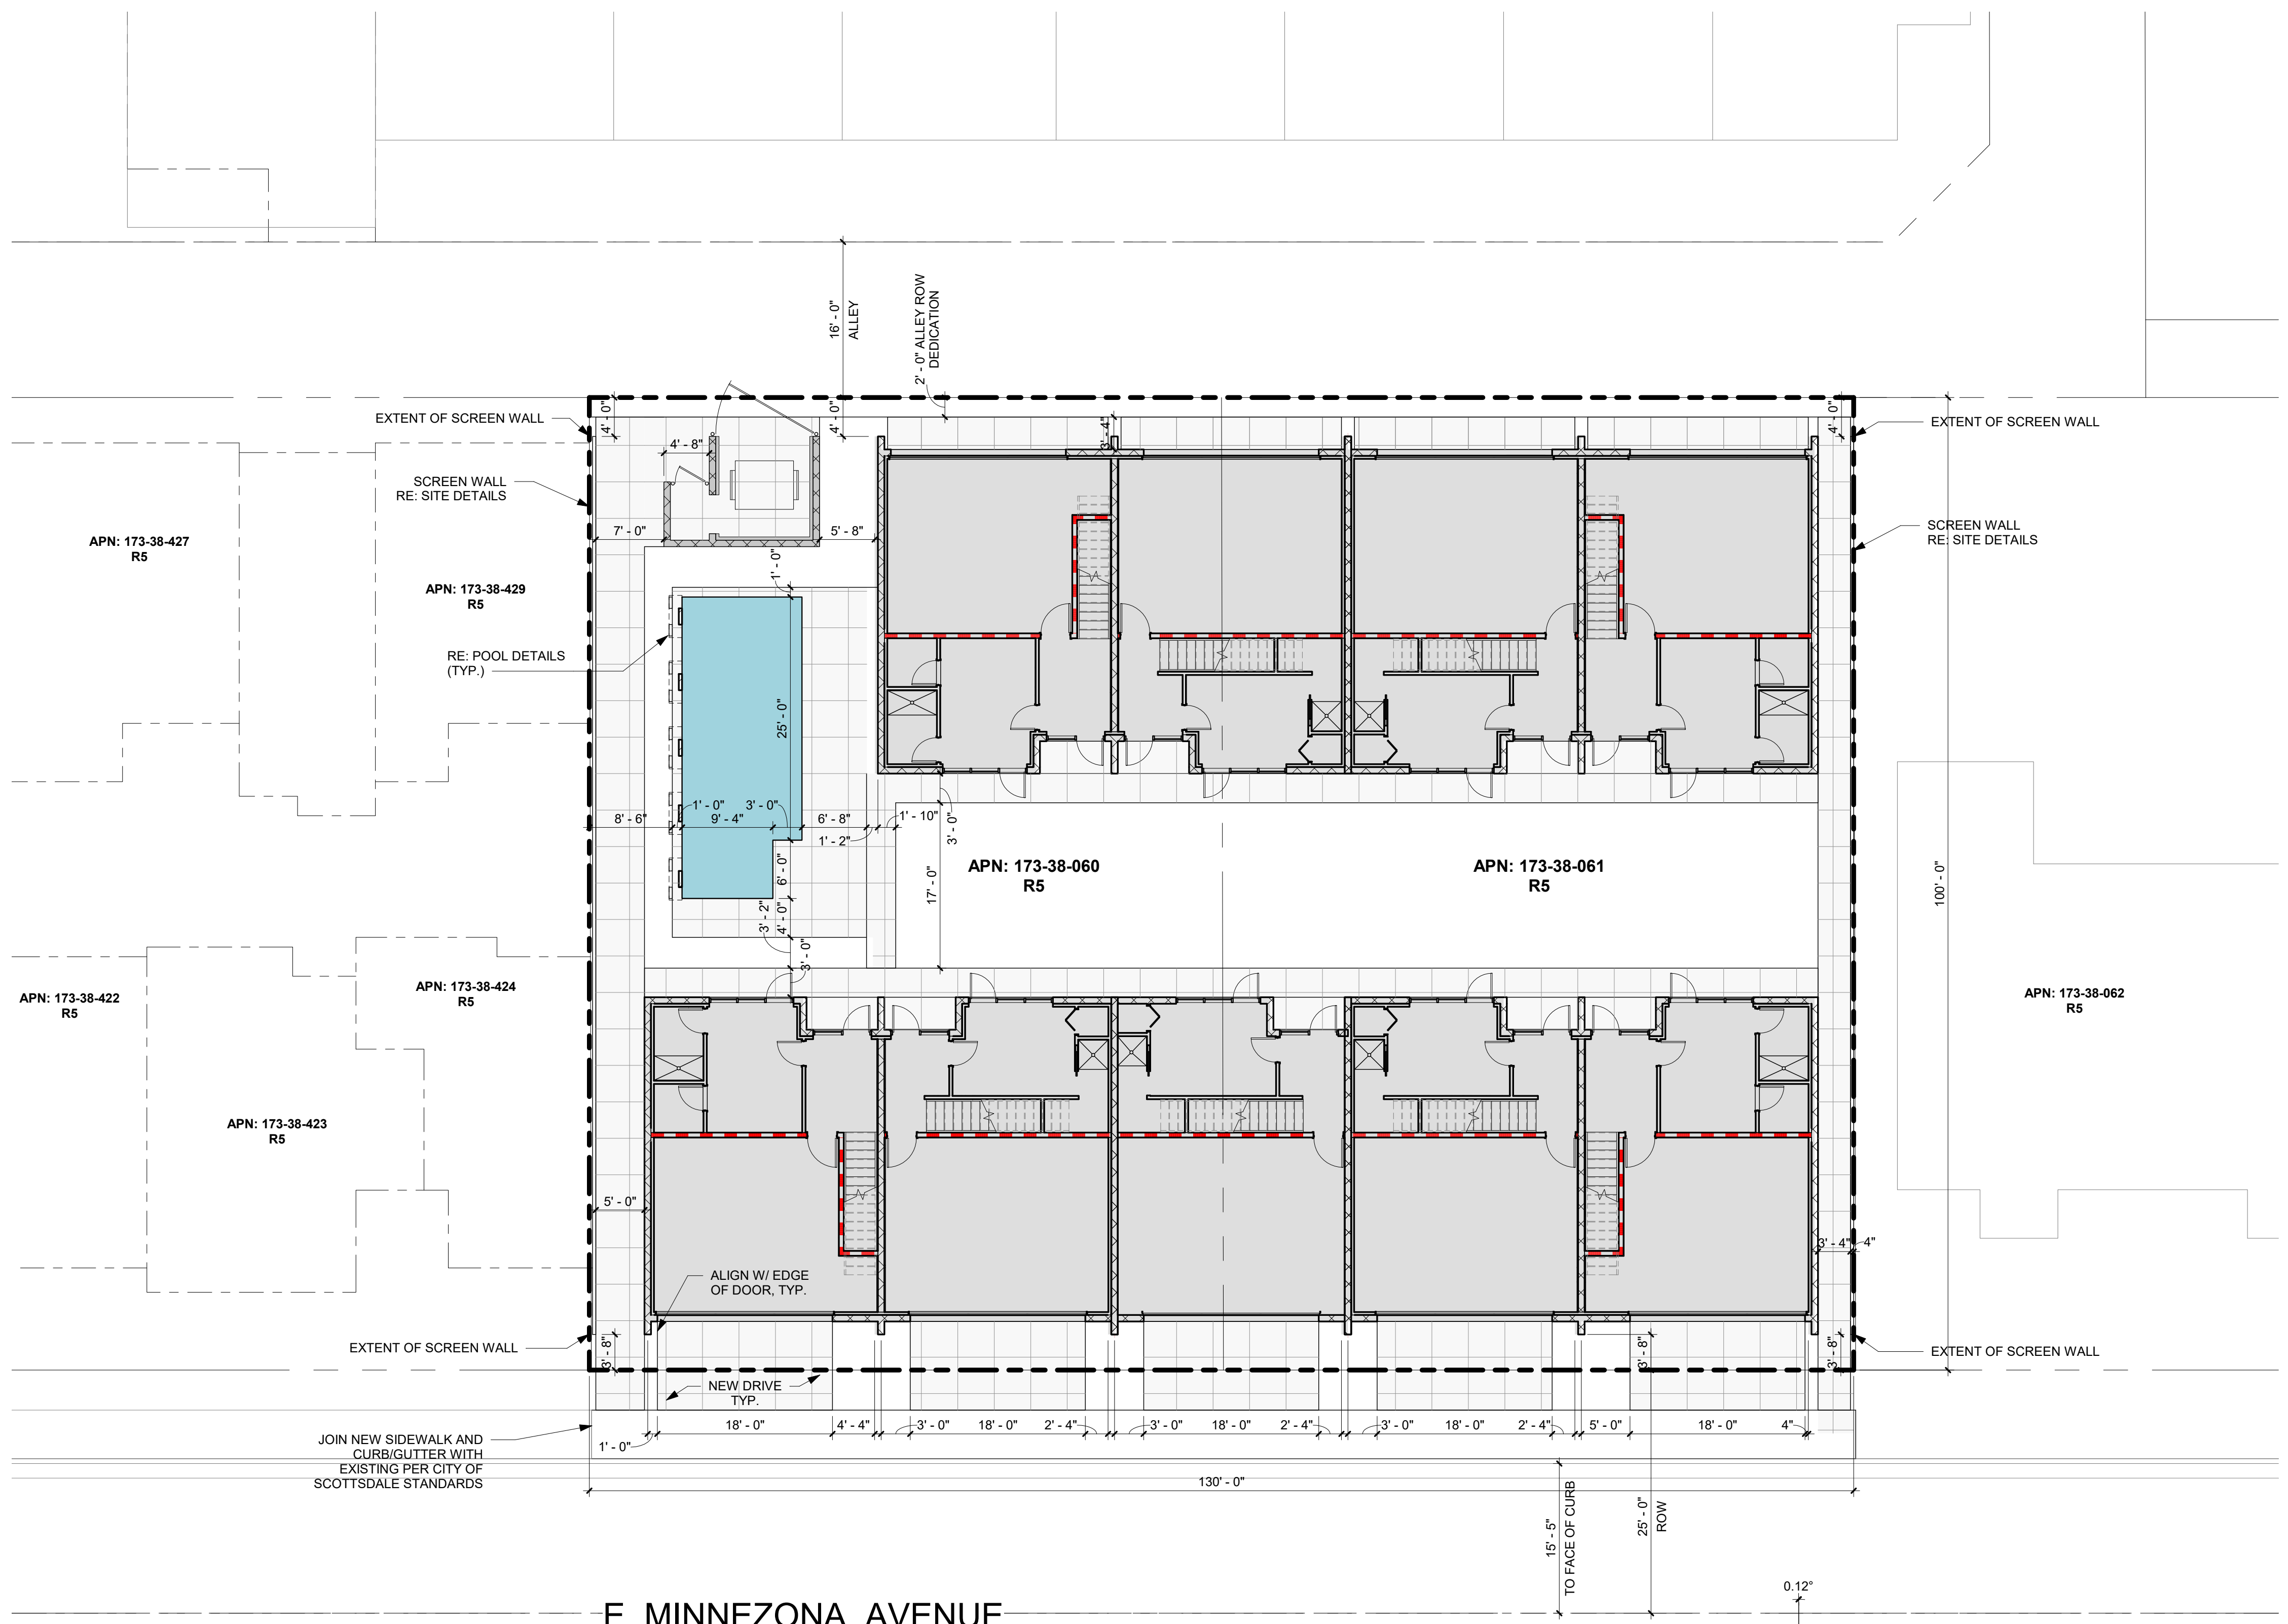 16' - 0"
ALLEY
2' - 0" ALLEY ROW
DEDICATION
EXTENT OF SCREEN WALL
4' - 0"
4' - 0"
3' - 4"
4' - 0"
EXTENT OF SCREEN WALL
4' - 8"
SCREEN WALL
RE: SITE DETAILS
7' - 0"
5' - 8"
SCREEN WALL
RE: SITE DETAILS
APN: 173-38-427
R5
APN: 173-38-429
R5
1' - 0"
RE: POOL DETAILS
(TYP.)
25' - 0"
8' - 6"
1' - 0"
9' - 4"
3' - 0"
6' - 8"
1' - 2"
1' - 10"
3' - 0"
6' - 0"
17' - 0"
APN: 173-38-060
R5
APN: 173-38-061
R5
100' - 0"
3' - 2"
4' - 0"
3' - 0"
APN: 173-38-422
R5
APN: 173-38-424
R5
APN: 173-38-062
R5
APN: 173-38-423
R5
5' - 0"
3' - 4"
4"
ALIGN W/ EDGE
OF DOOR, TYP.
EXTENT OF SCREEN WALL
3' - 8"
3' - 8"
3' - 8"
EXTENT OF SCREEN WALL
NEW DRIVE
TYP.
1' - 0"
18' - 0"
4' - 4"
3' - 0"
18' - 0"
2' - 4"
3' - 0"
18' - 0"
2' - 4"
3' - 0"
18' - 0"
2' - 4"
5' - 0"
18' - 0"
4"
JOIN NEW SIDEWALK AND
CURB/GUTTER WITH
EXISTING PER CITY OF
SCOTTSDALE STANDARDS
130' - 0"
15' - 5"
TO FACE OF CURB
25' - 0"
ROW
0.12°
E. MINNEZONA AVENUE